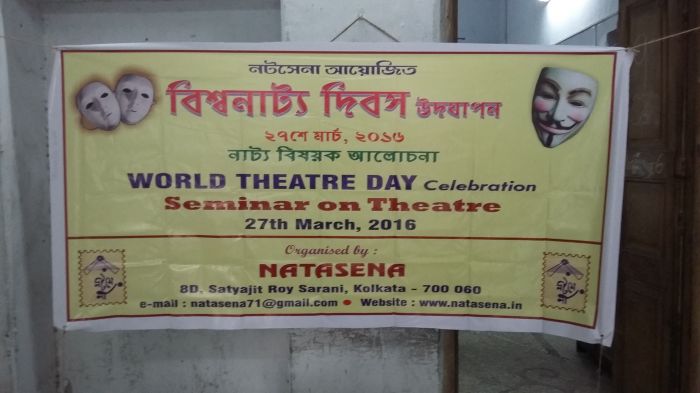 নটসেনা আয়োজিত
বিশ্বনাট্য দিবস উদযাপন
২৭শে মার্চ, ২০১৬
নাট্য বিষয়ক আলোচনা
WORLD THEATRE DAY Celebration
Seminar on Theatre
27th March, 2016
Organised by :
NATASENA
8D, Satyajit Roy Sarani, Kolkata - 700 060
e-mail : natasena71@gmail.com • Website : www.natasena.in